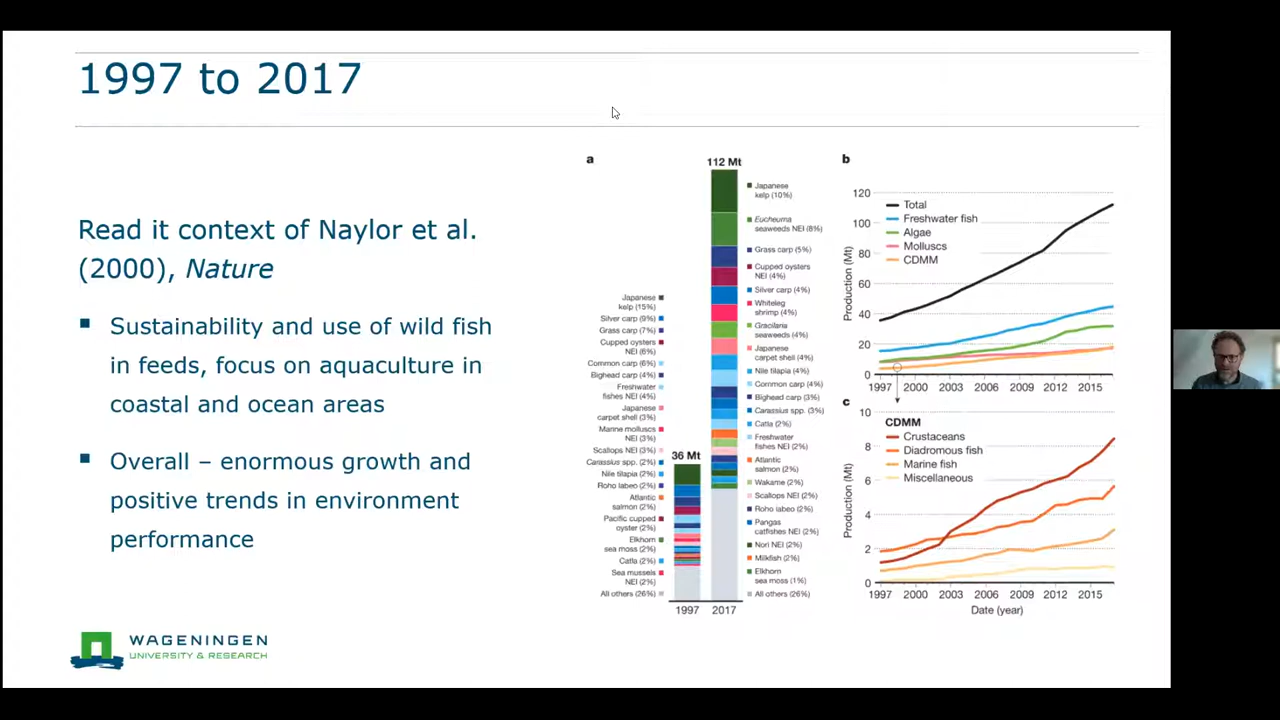 1997 to 2017
Read it context of Naylor et al.
(2000), Nature
▪ Sustainability and use of wild fish
in feeds, focus on aquaculture in
coastal and ocean areas
▪ Overall – enormous growth and
positive trends in environment
performance
WAGENINGEN
UNIVERSITY & RESEARCH
a
112 Mt
Japanese
kelp (10%)
Eucheuma
seaweeds NEI (8%)
Grass carp (5%)
Cupped oysters
NEI (4%)
Silver carp (4%)
Whiteleg
shrimp (4%)
Gracilaria
seaweeds (4%)
Japanese
carpet shell (4%)
Nile tilapia (4%)
Common carp (4%)
Bighead carp (3%)
Carassius spp. (3%)
Catla (2%)
Freshwater
fishes NEI (2%)
Atlantic
salmon (2%)
Wakame (2%)
Scallops NEI (2%)
Roho labeo (2%)
Pangas
catfishes NEI (2%)
Nori NEI (2%)
Milkfish (2%)
Elkhorn
sea moss (1%)
All others (26%)
Japanese
kelp (15%)
Silver carp (9%)
Grass carp (7%)
Cupped oysters
NEI (6%)
Common carp (6%)
Bighead carp (4%)
Freshwater
fishes NEI (4%)
Japanese
carpet shell (3%)
Marine molluscs
NEI (3%)
Scallops NEI (3%)
Carassius spp. (2%)
Nile tilapia (2%)
Roho labeo (2%)
Atlantic
salmon (2%)
Pacific cupped
oyster (2%)
Elkhorn
sea moss (2%)
Catla (2%)
Sea mussels
NEI (2%)
All others (26%)
36 Mt
1997 2017
b
Production (Mt)
120
100
80
60
40
20
0
Total
Freshwater fish
Algae
Molluscs
CDMM
1997 2000 2003 2006 2009 2012 2015
c
Production (Mt)
10
8
6
4
2
0
CDMM
Crustaceans
Diadromous fish
Marine fish
Miscellaneous
1997 2000 2003 2006 2009 2012 2015
Date (year)